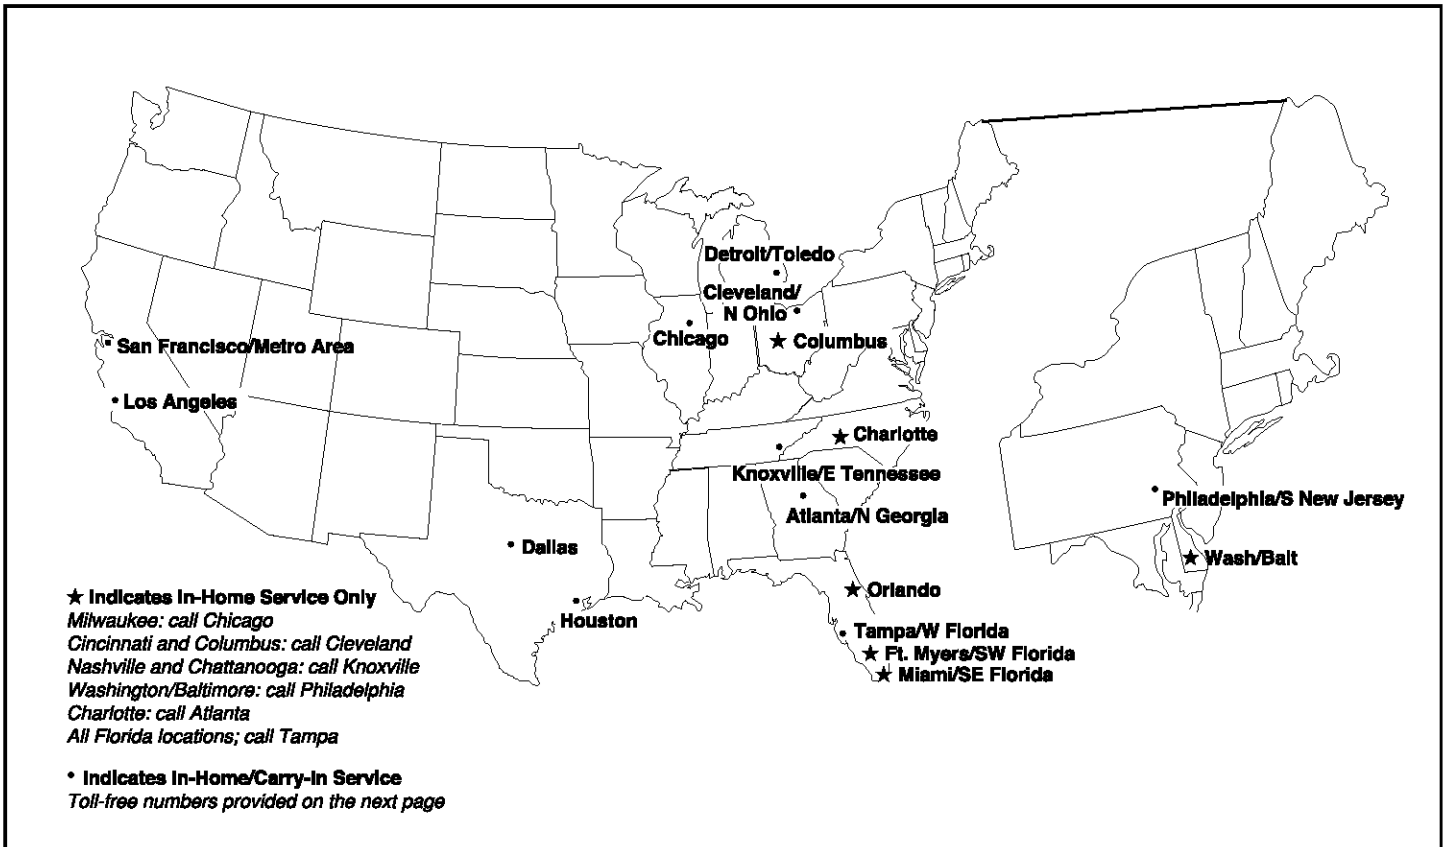 Detroit/Toledo
Cleveland/
N Ohio
Chicago
Columbus
San Francisco/Metro Area
Los Angeles
Charlotte
Knoxville/E Tennessee
Atlanta/N Georgia
Philadelphia/S New Jersey
Dallas
Wash/Balt
Houston
Orlando
Tampa/W Florida
Ft. Myers/SW Florida
Miami/SE Florida
★ Indicates In-Home Service Only
Milwaukee: call Chicago
Cincinnati and Columbus: call Cleveland
Nashville and Chattanooga: call Knoxville
Washington/Baltimore: call Philadelphia
Charlotte: call Atlanta
All Florida locations; call Tampa
• Indicates In-Home/Carry-In Service
Toll-free numbers provided on the next page